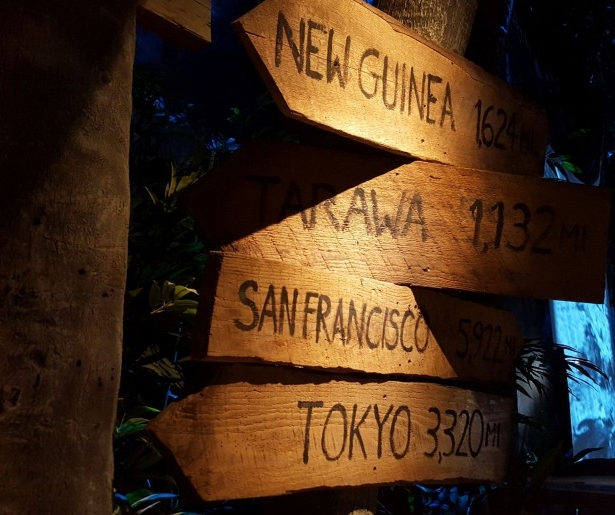 NEW GUINEA 1,624 MI
TARAWA 1,132 MI
SAN FRANCISCO 5,922 MI
TOKYO 3,320 MI